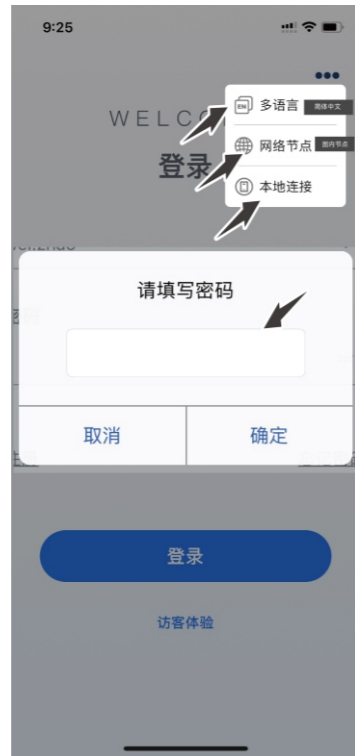 9:25
WELCO
登录
EN
多语言
简体中文
网络节点
国内节点
本地连接
请填写密码
取消
确定
登录
访客体验